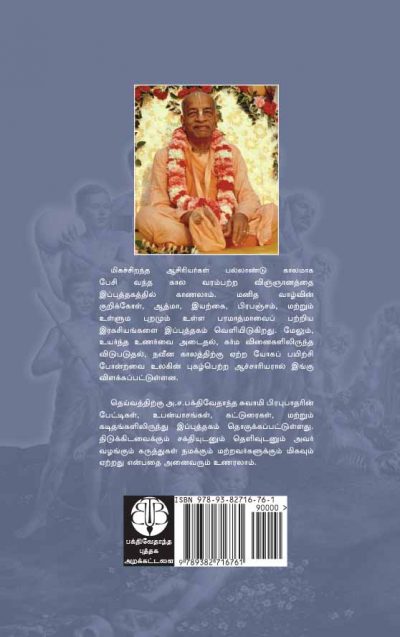 மிகச்சிறந்த ஆசிரியர்கள் பல்லாண்டு காலமாக
பேசி வந்த கால வரம்பற்ற விஞ்ஞானத்தை
இப்புத்தகத்தில் காணலாம். மனித வாழ்வின்
குறிக்கோள், ஆத்மா, இயற்கை, பிரபஞ்சம், மற்றும்
உள்ளும் புறமும் உள்ள பரமாத்மாவைப் பற்றிய
இரகசியங்களை இப்புத்தகம் வெளியிடுகிறது. மேலும்,
உயர்ந்த உணர்வை அடைதல், கர்ம வினைகளிலிருந்து
விடுபடுதல், நவீன காலத்திற்கு ஏற்ற யோகப் பயிற்சி
போன்றவை உலகின் புகழ்பெற்ற ஆச்சாரியரால் இங்கு
விளக்கப்பட்டுள்ளன.
தெய்வத்திற்கு அ.ச.பக்திவேதாந்த சுவாமி பிரபுபாதரின்
பேட்டிகள், உபன்யாசங்கள், கட்டுரைகள், மற்றும்
கடிதங்களிலிருந்து இப்புத்தகம் தொகுக்கப்பட்டுள்ளது.
திடுக்கிடவைக்கும் சக்தியுடனும் தெளிவுடனும் அவர்
வழங்கும் கருத்துகள் நமக்கும் மற்றவர்களுக்கும் மிகவும்
ஏற்றது என்பதை அனைவரும் உணரலாம்.
ISBN 978-93-82716-76-1
90000 >
9 789382 716761
பக்திவேதாந்த
புத்தக
அறக்கட்டளை